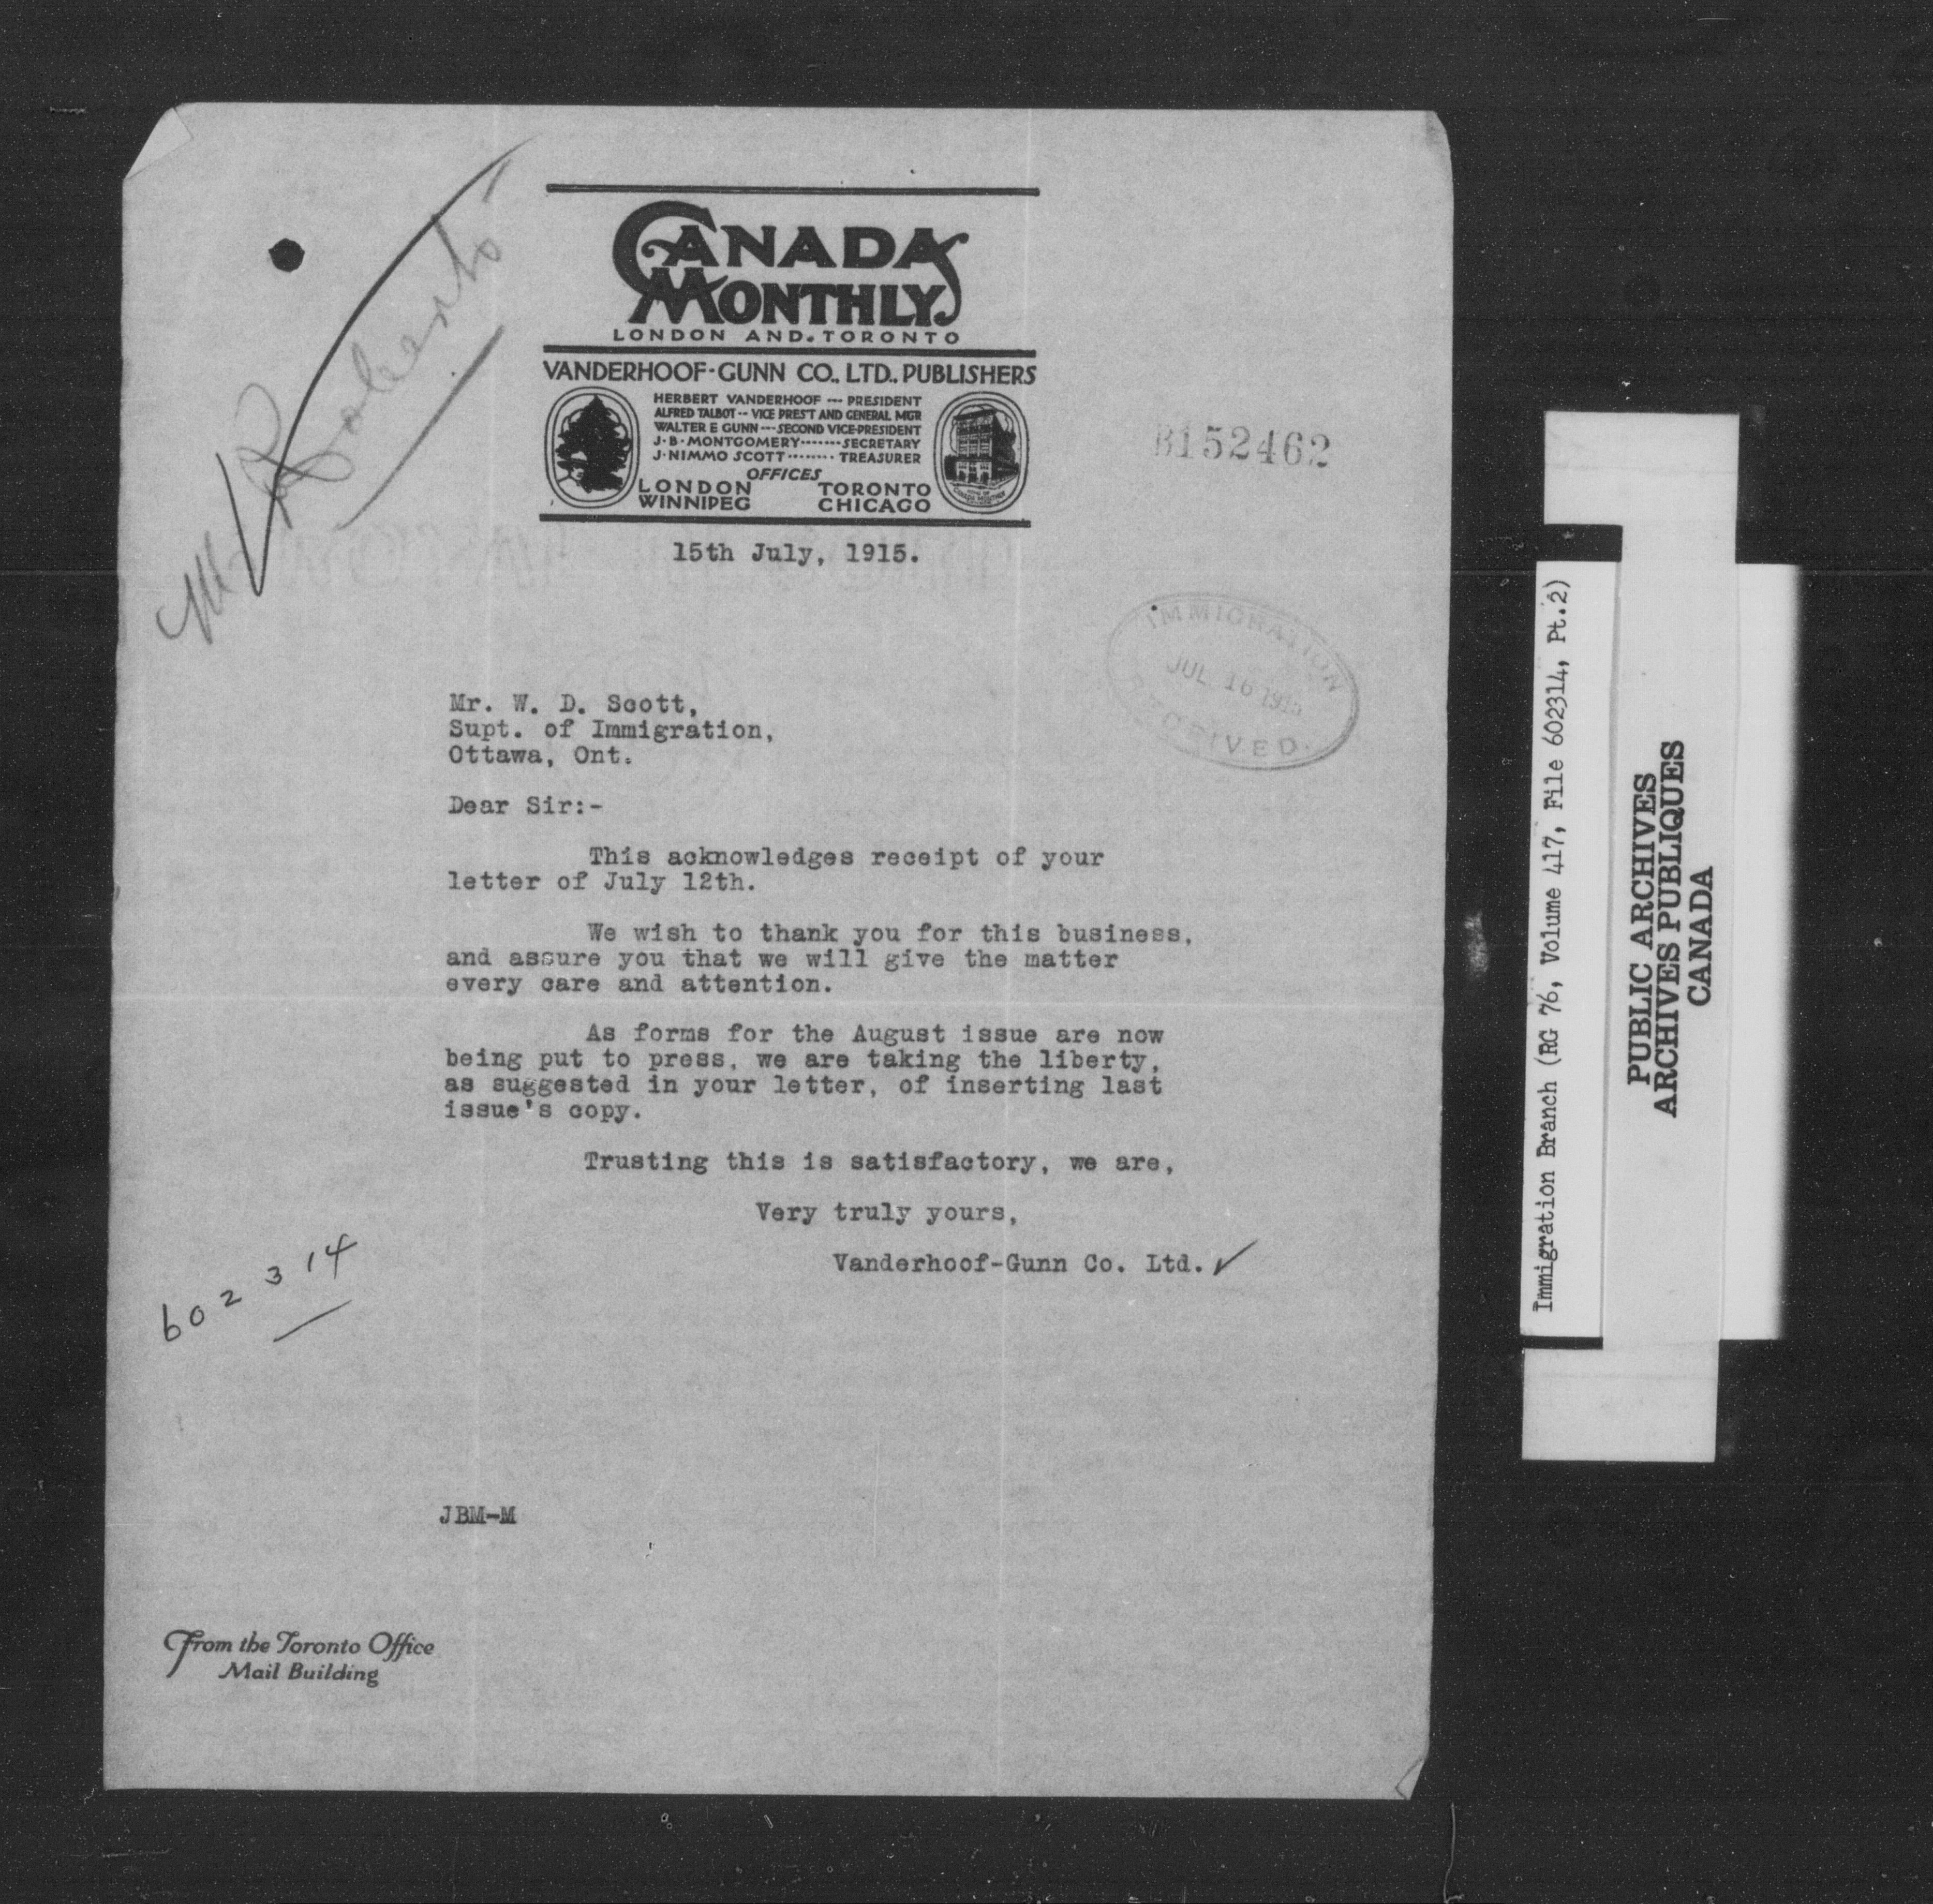 Mr Roberts
CANADA
MONTHLY
LONDON AND TORONTO
VANDERHOOF-GUNN CO., LTD., PUBLISHERS
HERBERT VANDERHOOF --- PRESIDENT
ALFRED TALBOT -- VICE PRES'T AND GENERAL MGR
WALTER E GUNN --- SECOND VICE-PRESIDENT
J·B·MONTGOMERY ······· SECRETARY
J·NIMMO SCOTT ········ TREASURER
OFFICES
LONDON TORONTO
WINNIPEG CHICAGO
B152462
15th July, 1915.
IMMIGRATION
JUL 16 1915
RECEIVED.
Mr. W. D. Scott,
Supt. of Immigration,
Ottawa, Ont.
Dear Sir:-
This acknowledges receipt of your
letter of July 12th.
We wish to thank you for this business,
and assure you that we will give the matter
every care and attention.
As forms for the August issue are now
being put to press, we are taking the liberty,
as suggested in your letter, of inserting last
issue's copy.
Trusting this is satisfactory, we are,
Very truly yours,
Vanderhoof-Gunn Co. Ltd.
602314
JBM-M
From the Toronto Office
Mail Building
Immigration Branch (RG 76, Volume 417, File 602314, Pt.2)
PUBLIC ARCHIVES
ARCHIVES PUBLIQUES
CANADA